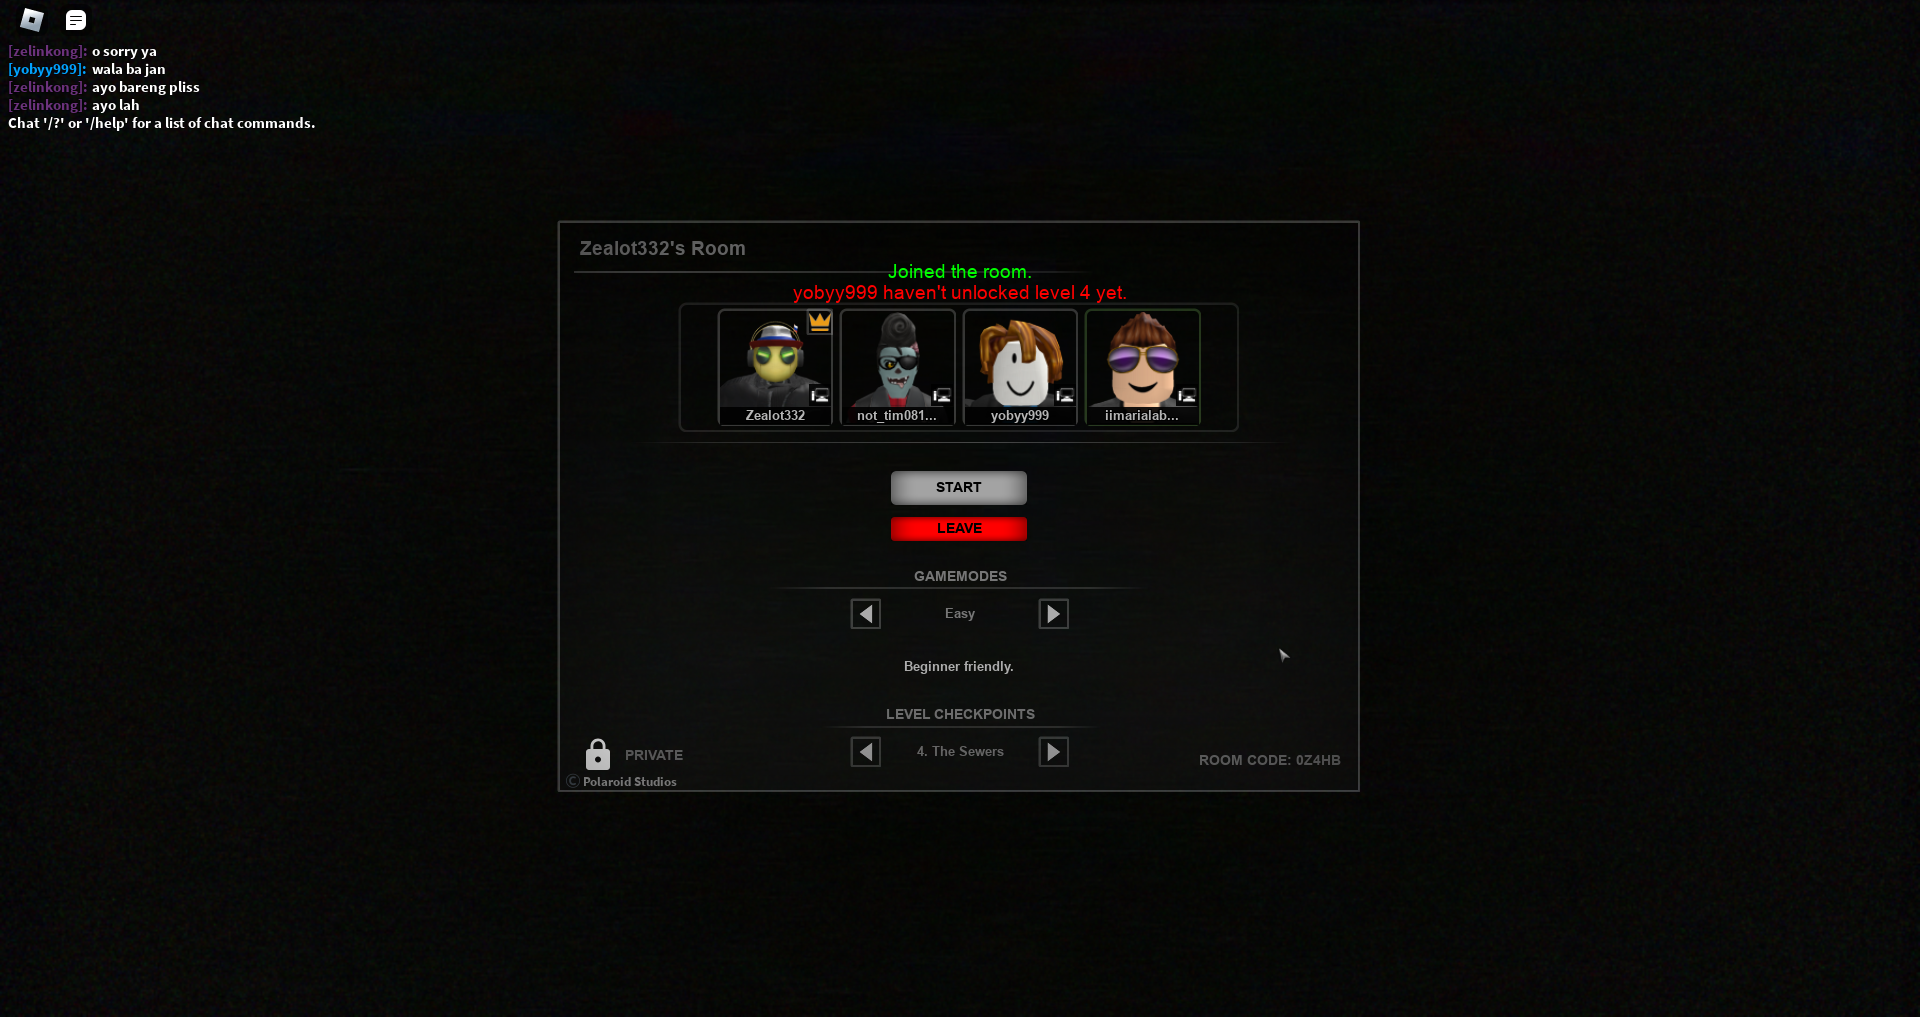 [zelinkong]: o sorry ya
[yobyy999]: wala ba jan
[zelinkong]: ayo bareng pliss
[zelinkong]: ayo lah
Chat '/?' or '/help' for a list of chat commands.
Zealot332's Room
Joined the room.
yobyy999 haven't unlocked level 4 yet.
Zealot332
not_tim081...
yobyy999
iimarialab...
START
LEAVE
GAMEMODES
Easy
Beginner friendly.
LEVEL CHECKPOINTS
4. The Sewers
PRIVATE
ROOM CODE: 0Z4HB
© Polaroid Studios